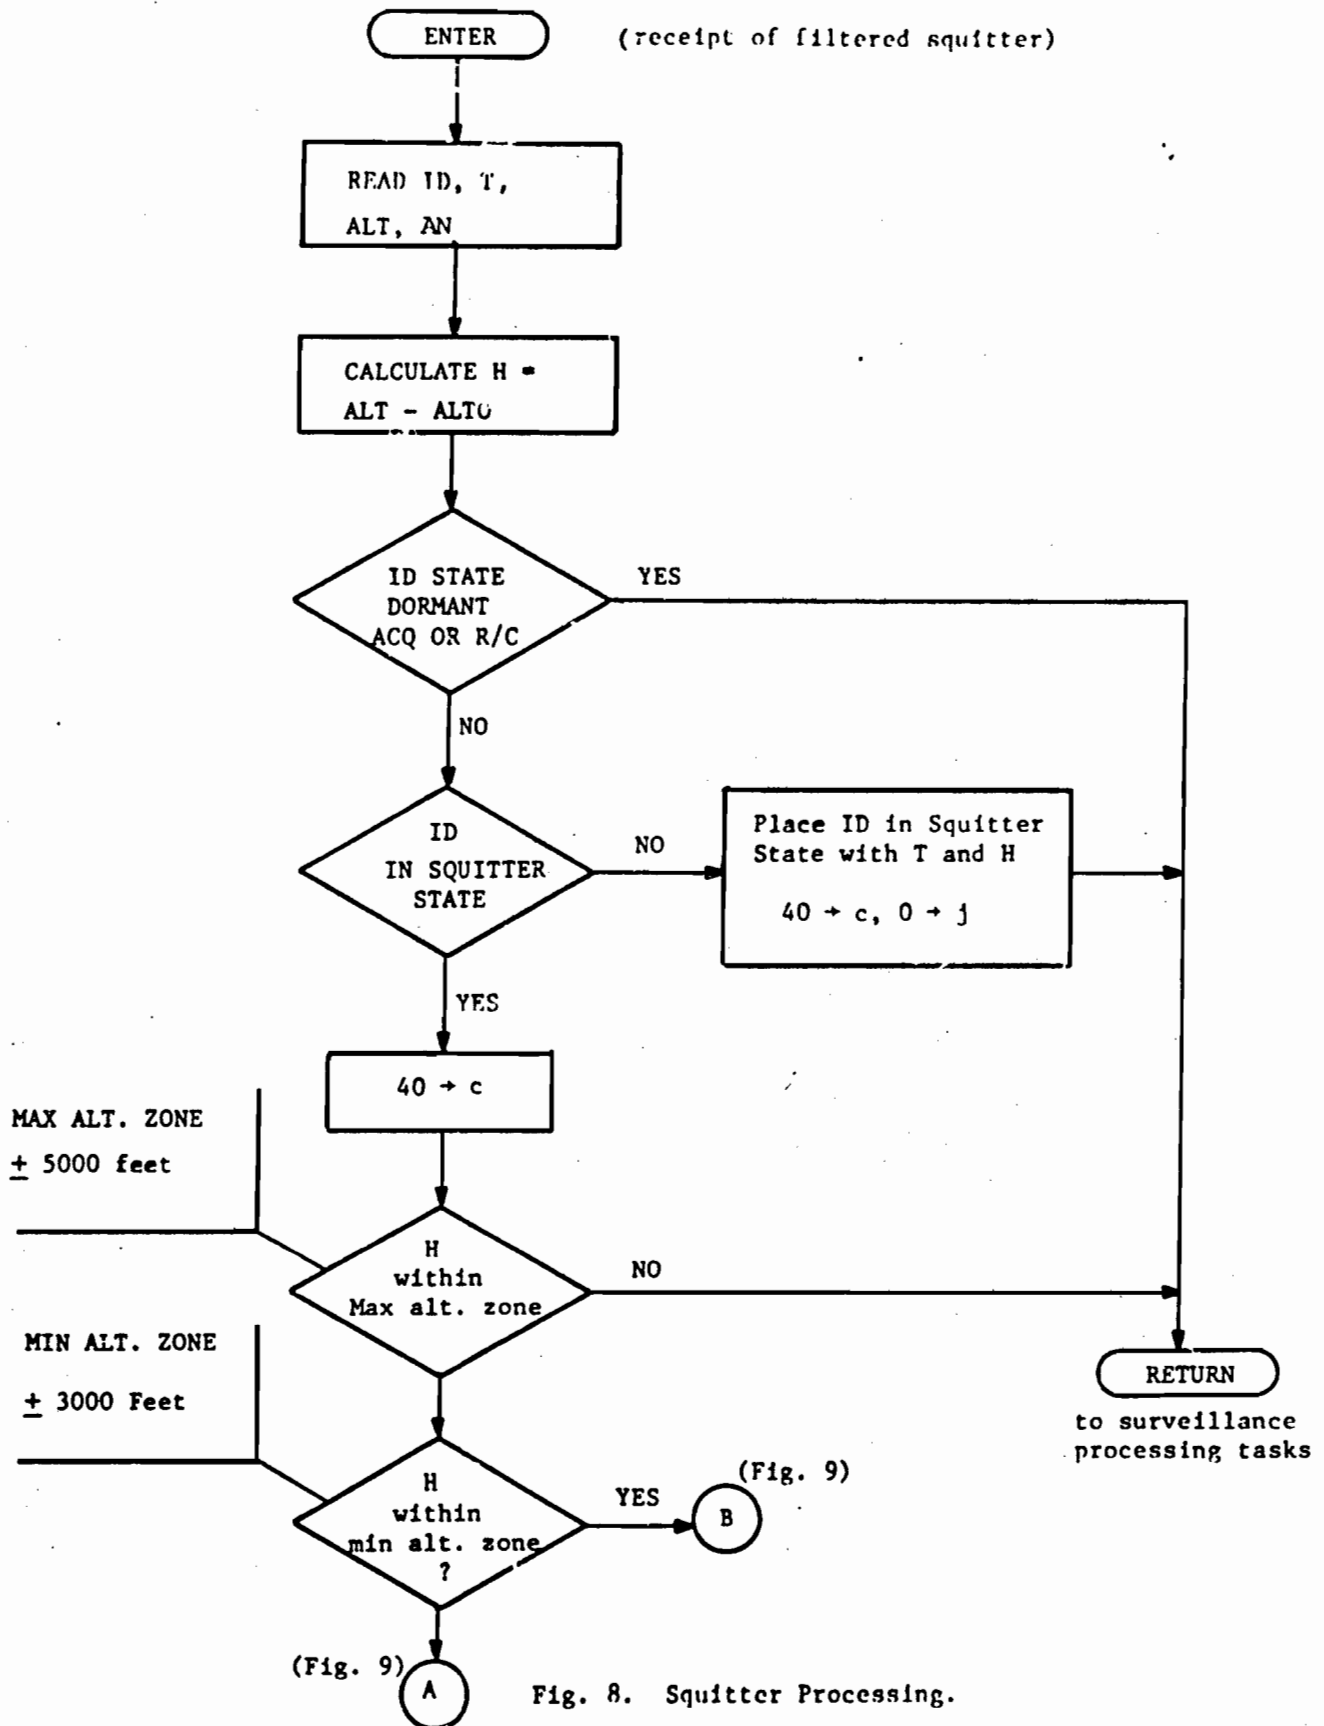 ENTER
(receipt of filtered squitter)
READ ID, T,
ALT, AN
CALCULATE H =
ALT - ALTO
ID STATE
DORMANT
ACQ OR R/C
YES
NO
ID
IN SQUITTER
STATE
NO
Place ID in Squitter
State with T and H
40 → c, 0 → j
YES
40 → c
MAX ALT. ZONE
± 5000 feet
H
within
Max alt. zone
NO
MIN ALT. ZONE
± 3000 Feet
RETURN
to surveillance
processing tasks
H
within
min alt. zone
?
YES
(Fig. 9)
B
(Fig. 9)
A
Fig. 8. Squitter Processing.